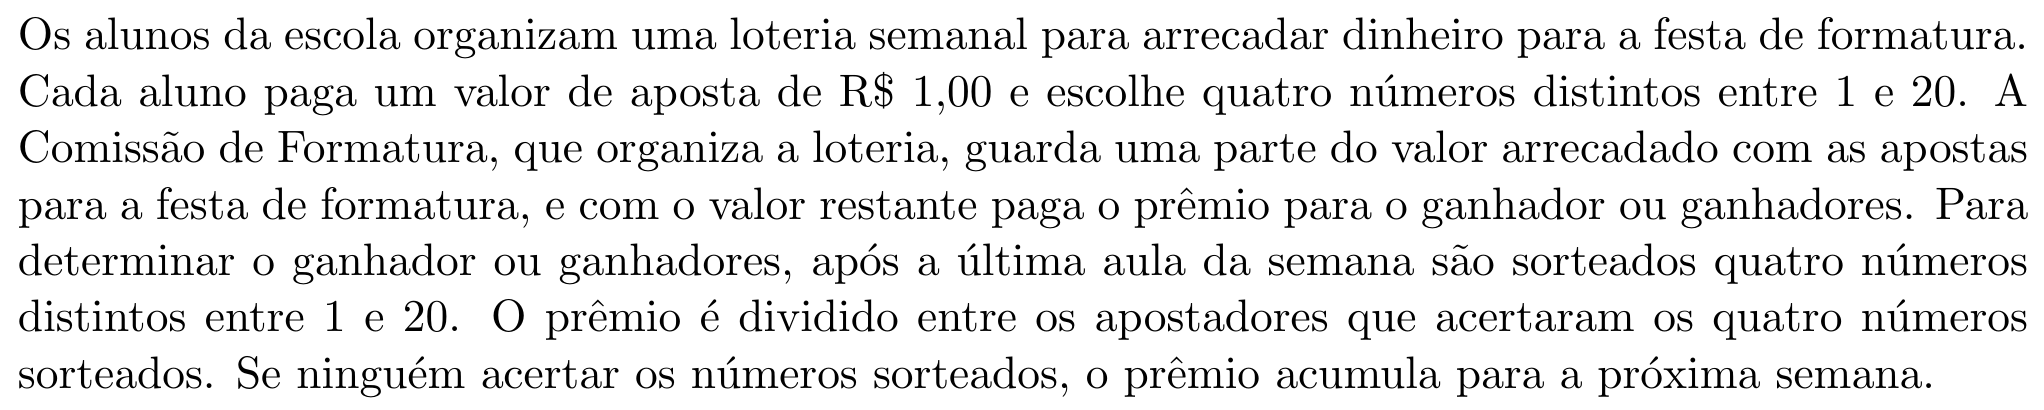 Os alunos da escola organizam uma loteria semanal para arrecadar dinheiro para a festa de formatura.
Cada aluno paga um valor de aposta de R$ 1,00 e escolhe quatro números distintos entre 1 e 20. A
Comissão de Formatura, que organiza a loteria, guarda uma parte do valor arrecadado com as apostas
para a festa de formatura, e com o valor restante paga o prêmio para o ganhador ou ganhadores. Para
determinar o ganhador ou ganhadores, após a última aula da semana são sorteados quatro números
distintos entre 1 e 20. O prêmio é dividido entre os apostadores que acertaram os quatro números
sorteados. Se ninguém acertar os números sorteados, o prêmio acumula para a próxima semana.